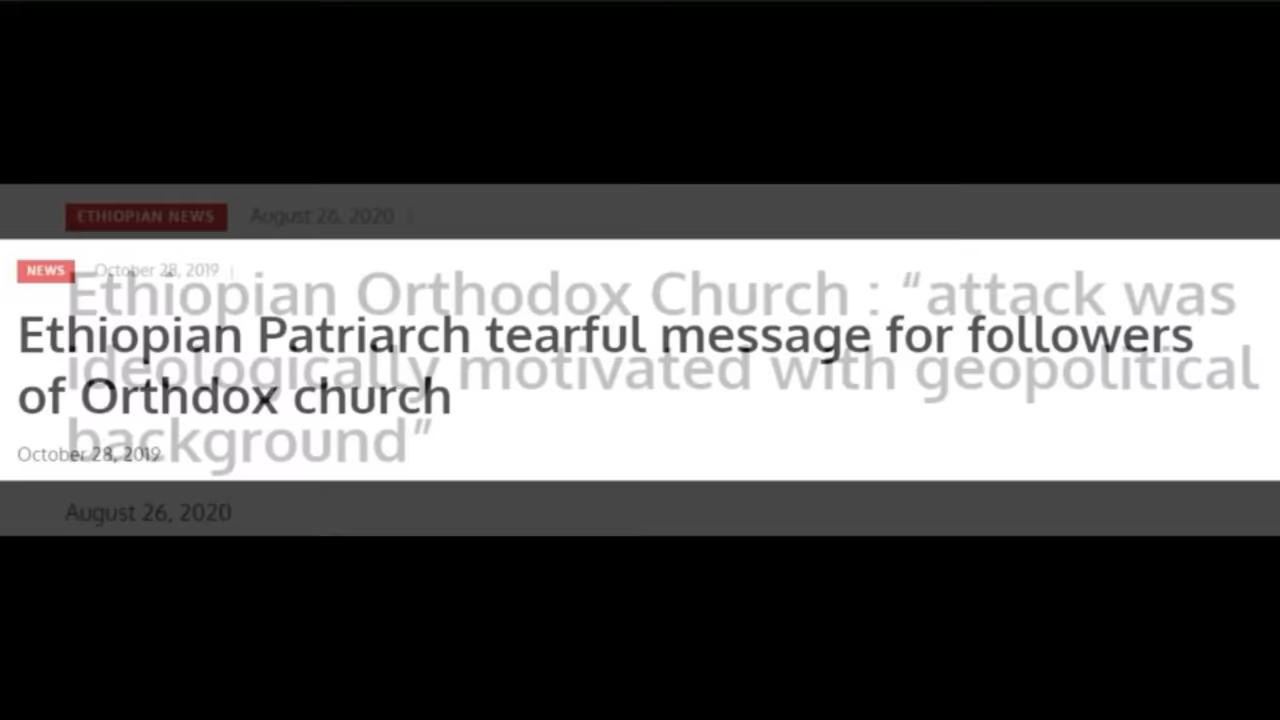 ETHIOPIAN NEWS August 26, 2020
NEWS October 28, 2019
Ethiopian Orthodox Church : “attack was
Ethiopian Patriarch tearful message for followers
ideologically motivated with geopolitical
of Orthdox church
background”
October 28, 2019
August 26, 2020